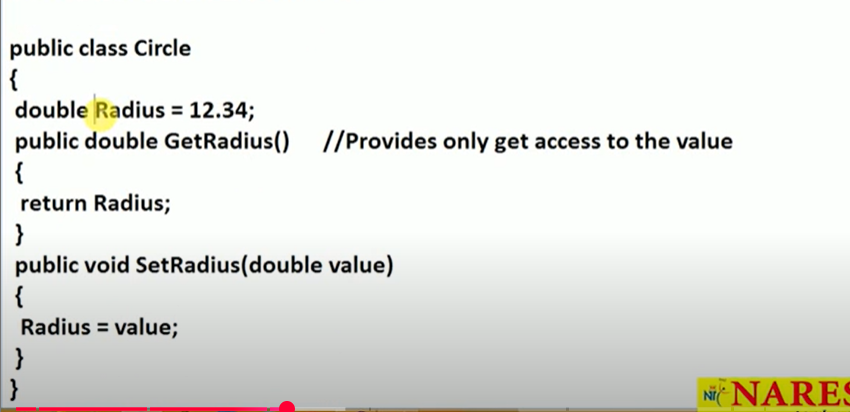 public class Circle
{
double Radius = 12.34;
public double GetRadius() //Provides only get access to the value
{
return Radius;
}
public void SetRadius(double value)
{
Radius = value;
}
}